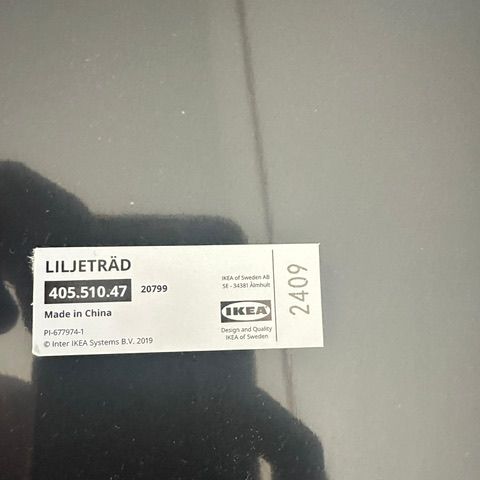 LILJETRÄD
405.510.47 20799
Made in China
PI-677974-1
© Inter IKEA Systems B.V. 2019
IKEA of Sweden AB
SE - 34381 Älmhult
IKEA
Design and Quality
IKEA of Sweden
2409